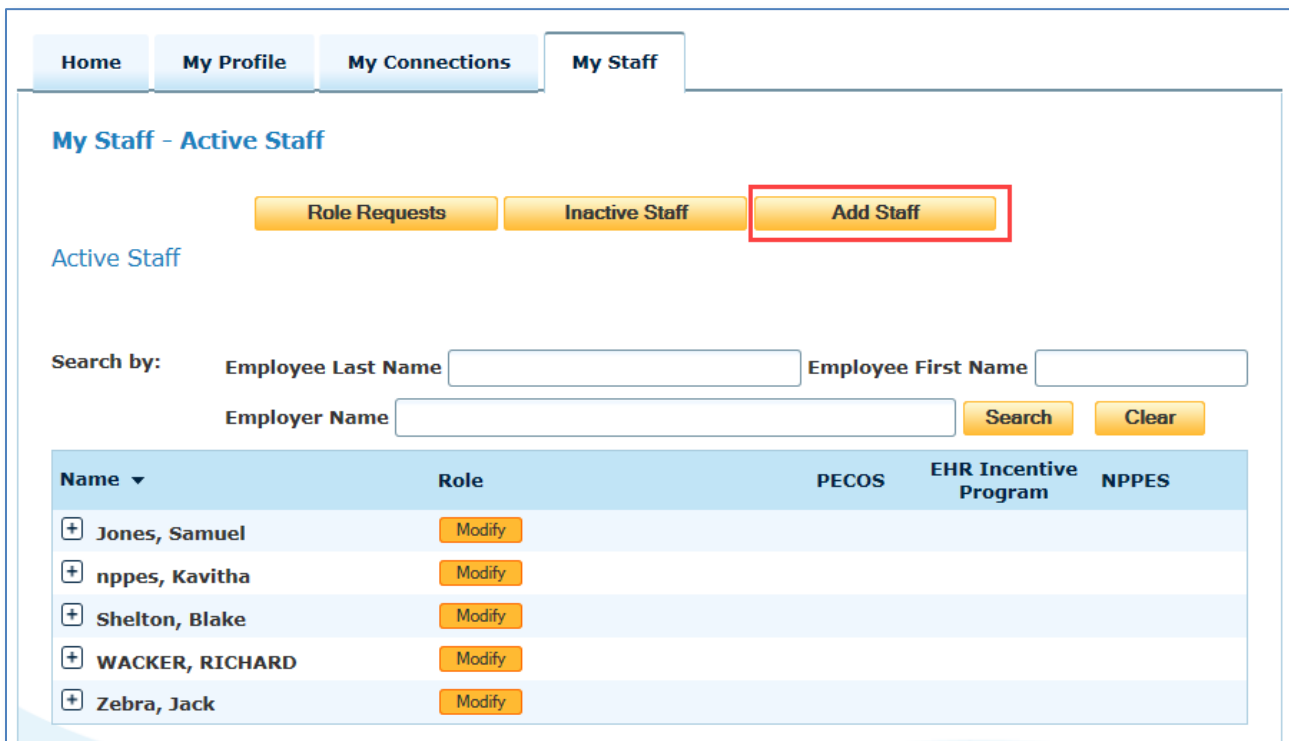 Home My Profile My Connections My Staff
My Staff - Active Staff
Role Requests Inactive Staff Add Staff
Active Staff
Search by: Employee Last Name Employee First Name
Employer Name Search Clear
Name Role PECOS EHR Incentive Program NPPES
Jones, Samuel Modify
nppes, Kavitha Modify
Shelton, Blake Modify
WACKER, RICHARD Modify
Zebra, Jack Modify